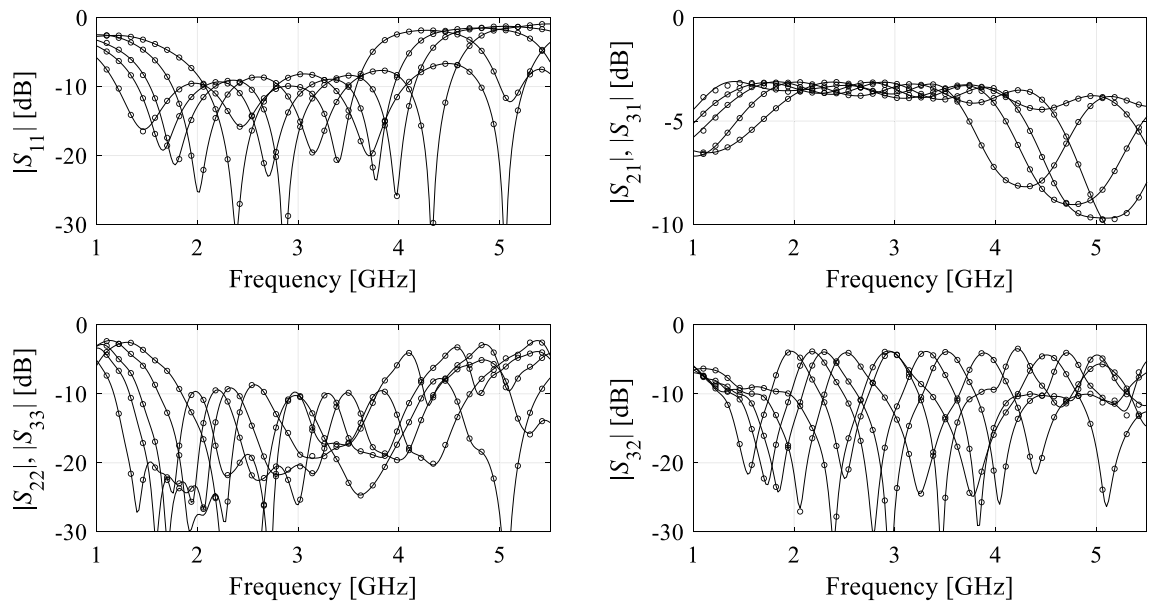 |S11| [dB]
0
-10
-20
-30
1 2 3 4 5
Frequency [GHz]
|S21|, |S31| [dB]
0
-5
-10
1 2 3 4 5
Frequency [GHz]
|S22|, |S33| [dB]
0
-10
-20
-30
1 2 3 4 5
Frequency [GHz]
|S32| [dB]
0
-10
-20
-30
1 2 3 4 5
Frequency [GHz]